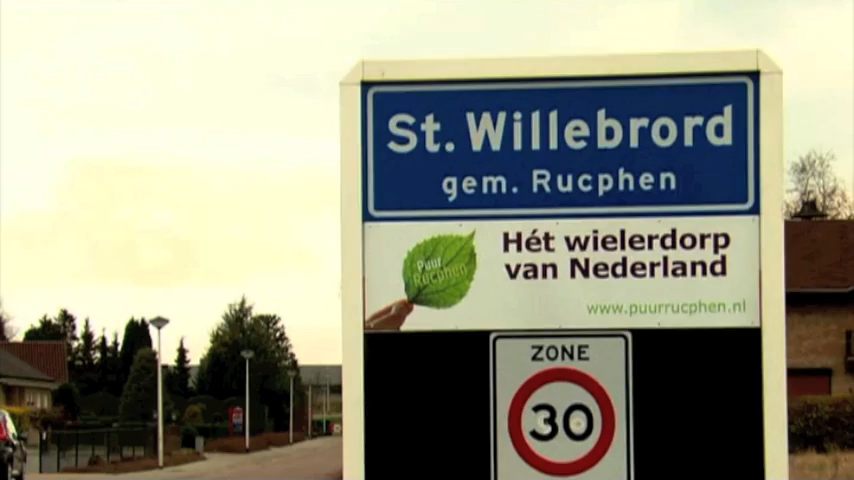 St. Willebrord
gem. Rucphen
Puur
Rucphen
Hét wielerdorp
van Nederland
www.puurrucphen.nl
ZONE
30